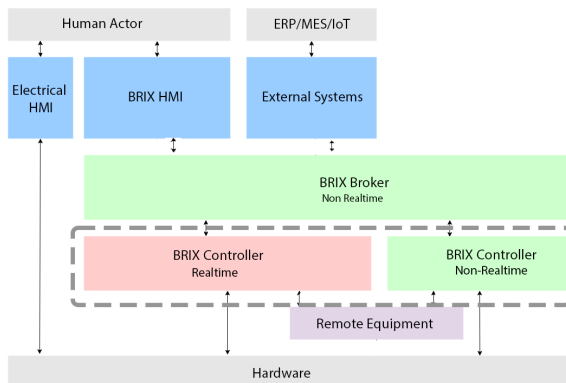 Human Actor
ERP/MES/IoT
Electrical
HMI
BRIX HMI
External Systems
BRIX Broker
Non Realtime
BRIX Controller
Realtime
BRIX Controller
Non-Realtime
Remote Equipment
Hardware